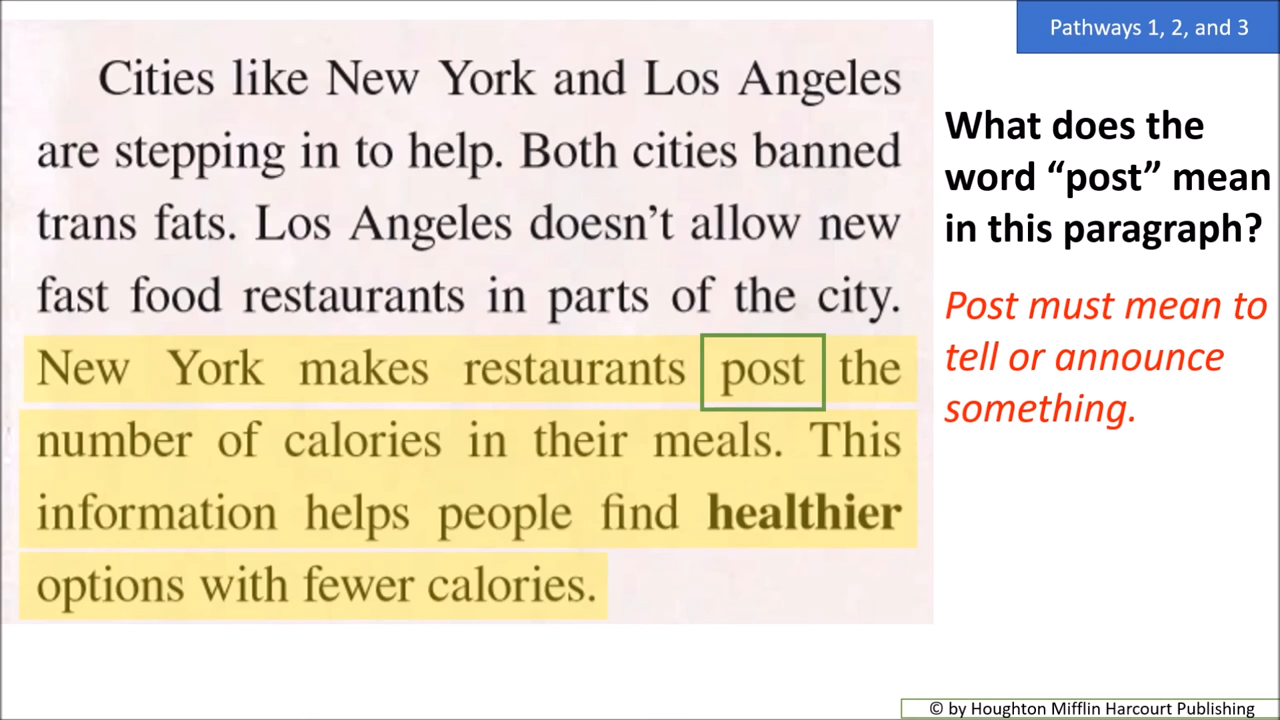 Pathways 1, 2, and 3
Cities like New York and Los Angeles
are stepping in to help. Both cities banned
trans fats. Los Angeles doesn’t allow new
fast food restaurants in parts of the city.
New York makes restaurants post the
number of calories in their meals. This
information helps people find healthier
options with fewer calories.
What does the
word “post” mean
in this paragraph?
Post must mean to
tell or announce
something.
© by Houghton Mifflin Harcourt Publishing